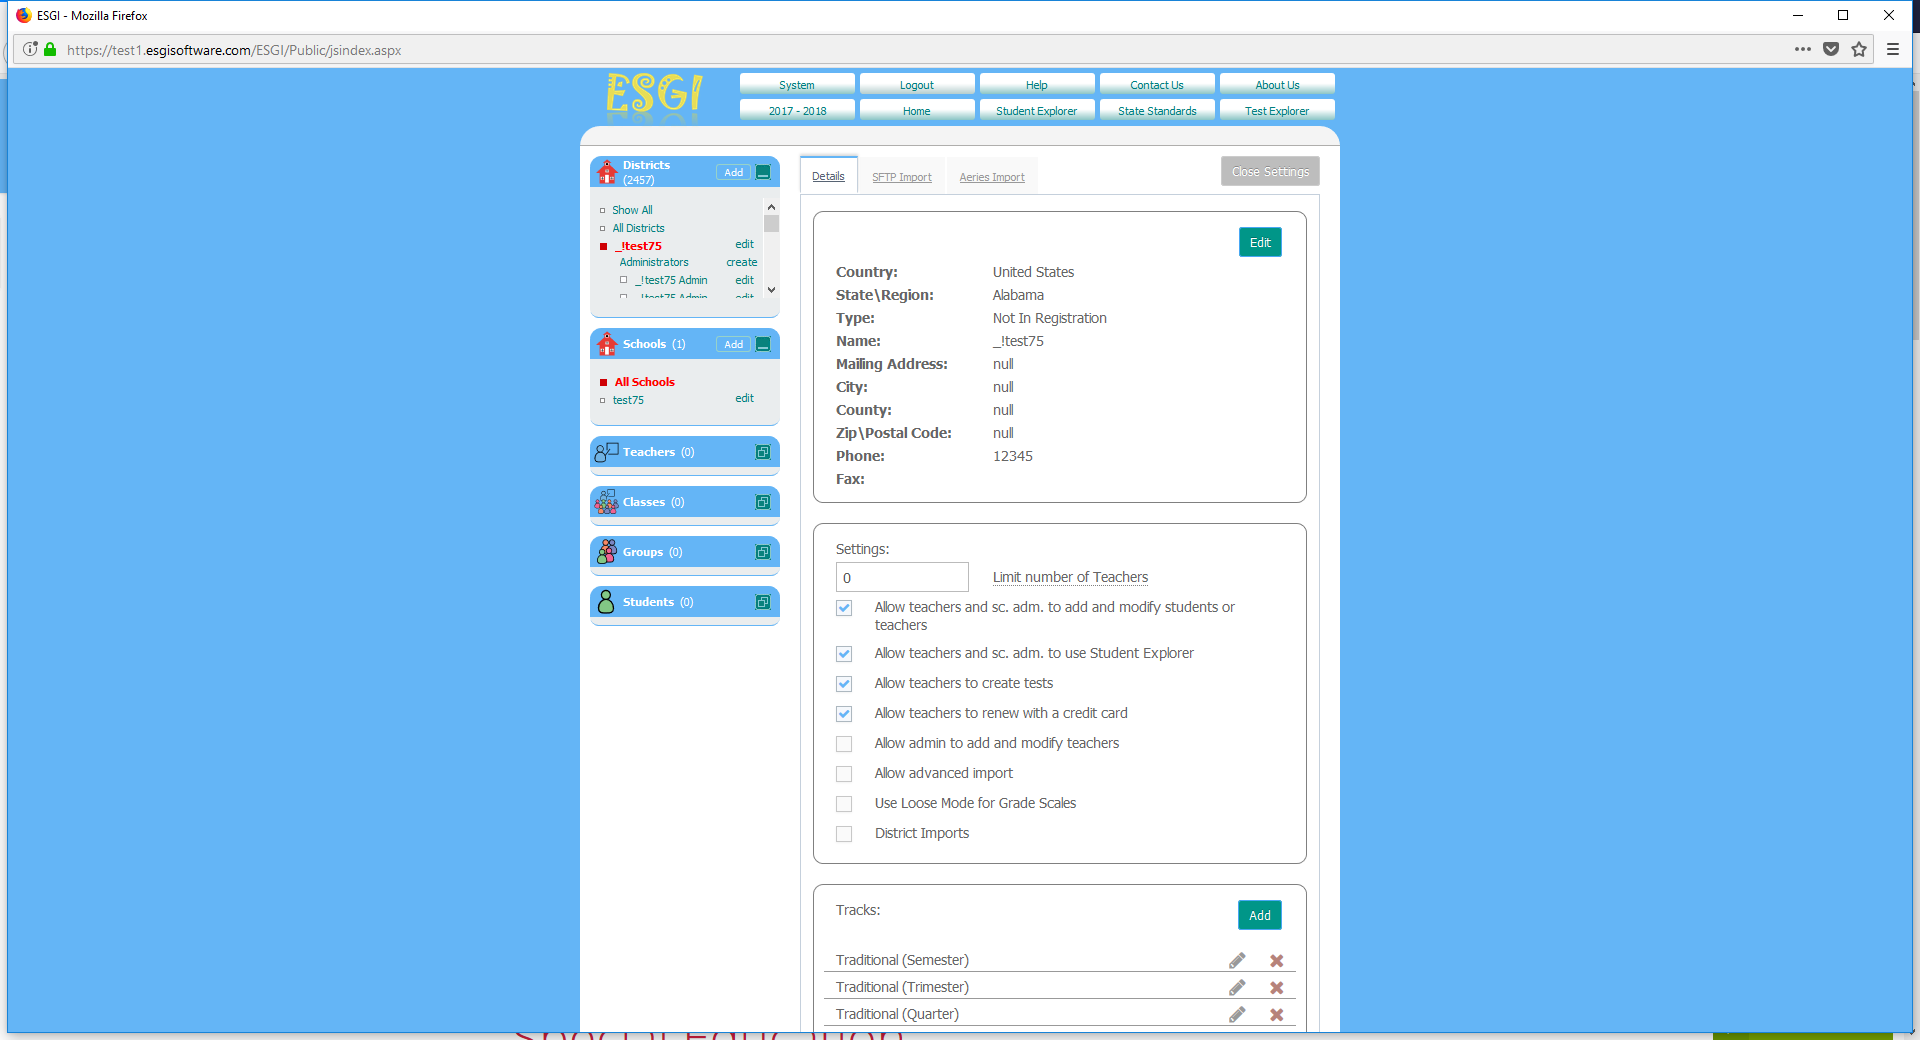 ESGI - Mozilla Firefox
https://test1.esgisoftware.com/ESGI/Public/jsindex.aspx
ESGI
System
Logout
Help
Contact Us
About Us
2017 - 2018
Home
Student Explorer
State Standards
Test Explorer
Districts
(2457)
Add
Show All
All Districts
_!test75
edit
Administrators
create
_!test75 Admin
edit
_!test75 Admin
edit
Schools (1)
Add
All Schools
test75
edit
Teachers (0)
Classes (0)
Groups (0)
Students (0)
Details
SFTP Import
Aeries Import
Close Settings
Edit
Country: United States
State\Region: Alabama
Type: Not In Registration
Name: _!test75
Mailing Address: null
City: null
County: null
Zip\Postal Code: null
Phone: 12345
Fax:
Settings:
0
Limit number of Teachers
Allow teachers and sc. adm. to add and modify students or
teachers
Allow teachers and sc. adm. to use Student Explorer
Allow teachers to create tests
Allow teachers to renew with a credit card
Allow admin to add and modify teachers
Allow advanced import
Use Loose Mode for Grade Scales
District Imports
Tracks:
Add
Traditional (Semester)
Traditional (Trimester)
Traditional (Quarter)
Special Education